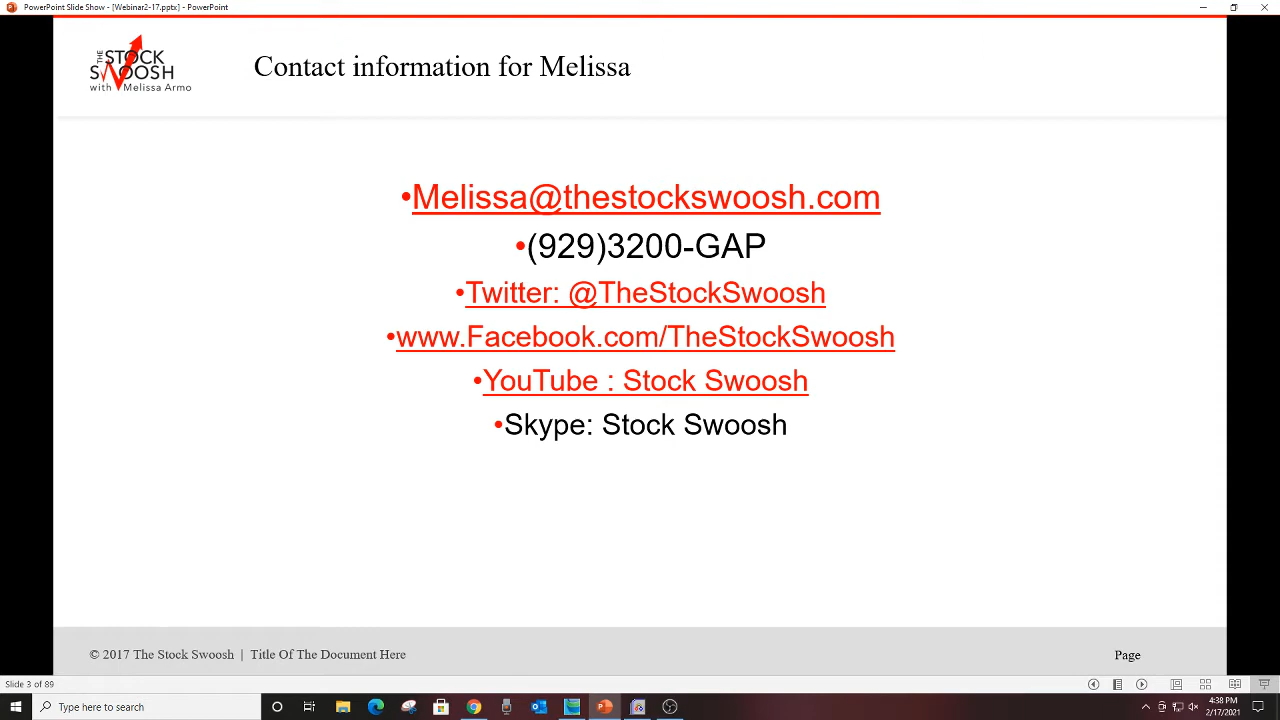 PowerPoint Slide Show - [Webinar2-17.pptx] - PowerPoint
THE STOCK
SWOOSH
with Melissa Armo
Contact information for Melissa
•Melissa@thestockswoosh.com
•(929)3200-GAP
•Twitter: @TheStockSwoosh
•www.Facebook.com/TheStockSwoosh
•YouTube : Stock Swoosh
•Skype: Stock Swoosh
© 2017 The Stock Swoosh | Title Of The Document Here
Page
Slide 3 of 89
Type here to search
4:38 PM
2/17/2021